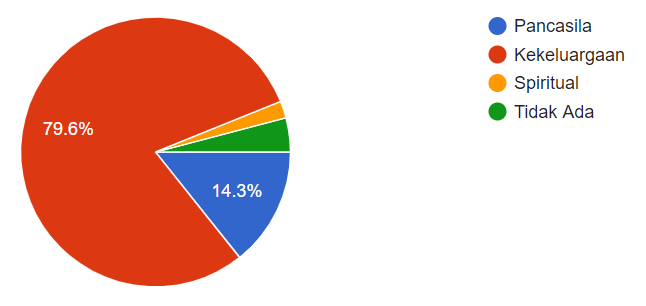 Pancasila
Kekeluargaan
Spiritual
Tidak Ada
79.6%
14.3%